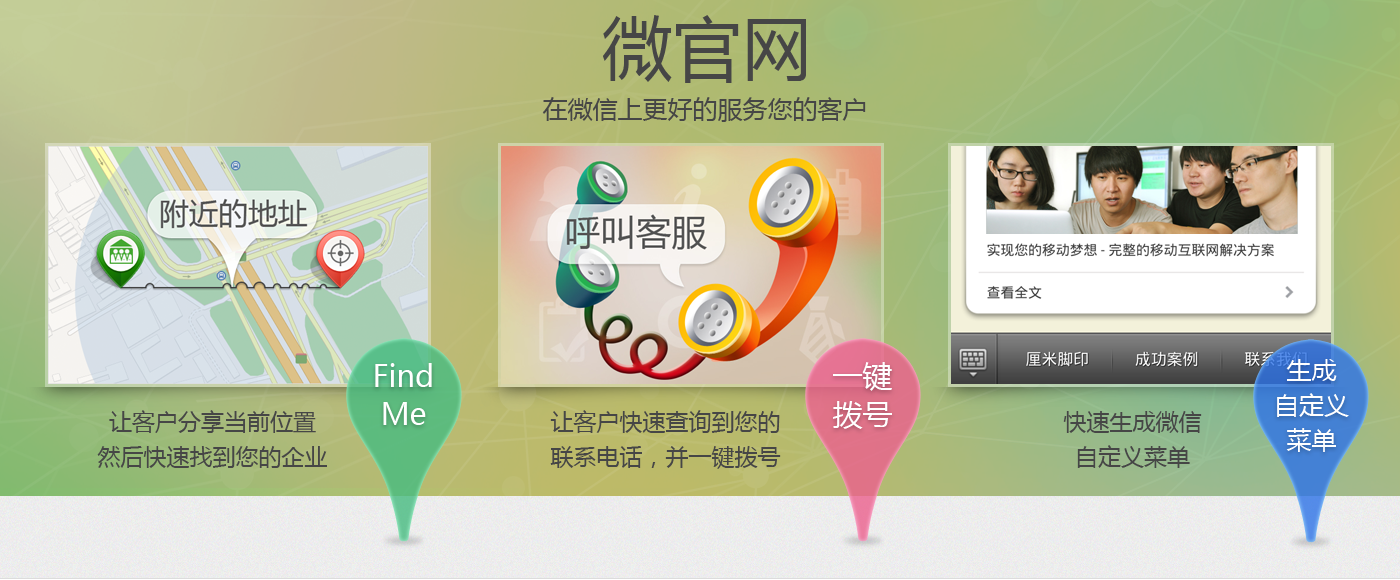 微官网
在微信上更好的服务您的客户
附近的地址
Find
Me
让客户分享当前位置
然后快速找到您的企业
呼叫客服
一键
拨号
让客户快速查询到您的
联系电话，并一键拨号
实现您的移动梦想 - 完整的移动互联网解决方案
查看全文
厘米脚印
成功案例
联系我们
生成
自定义
菜单
快速生成微信
自定义菜单